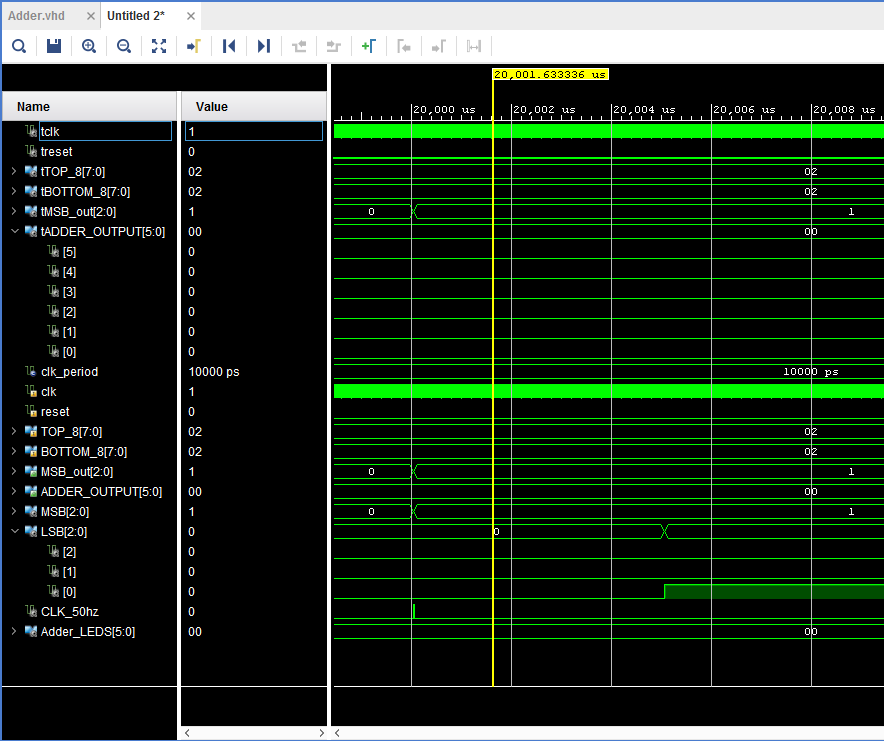 Adder.vhd × Untitled 2* ×
20,001.633336 us
Name Value 20,000 us 20,002 us 20,004 us 20,006 us 20,008 us
tclk 1
treset 0
tTOP_8[7:0] 02 02
tBOTTOM_8[7:0] 02 02
tMSB_out[2:0] 1 0 1
tADDER_OUTPUT[5:0] 00 00
[5] 0
[4] 0
[3] 0
[2] 0
[1] 0
[0] 0
clk_period 10000 ps 10000 ps
clk 1
reset 0
TOP_8[7:0] 02 02
BOTTOM_8[7:0] 02 02
MSB_out[2:0] 1 0 1
ADDER_OUTPUT[5:0] 00 00
MSB[2:0] 1 0 1
LSB[2:0] 0 0
[2] 0
[1] 0
[0] 0
CLK_50hz 0
Adder_LEDS[5:0] 00 00